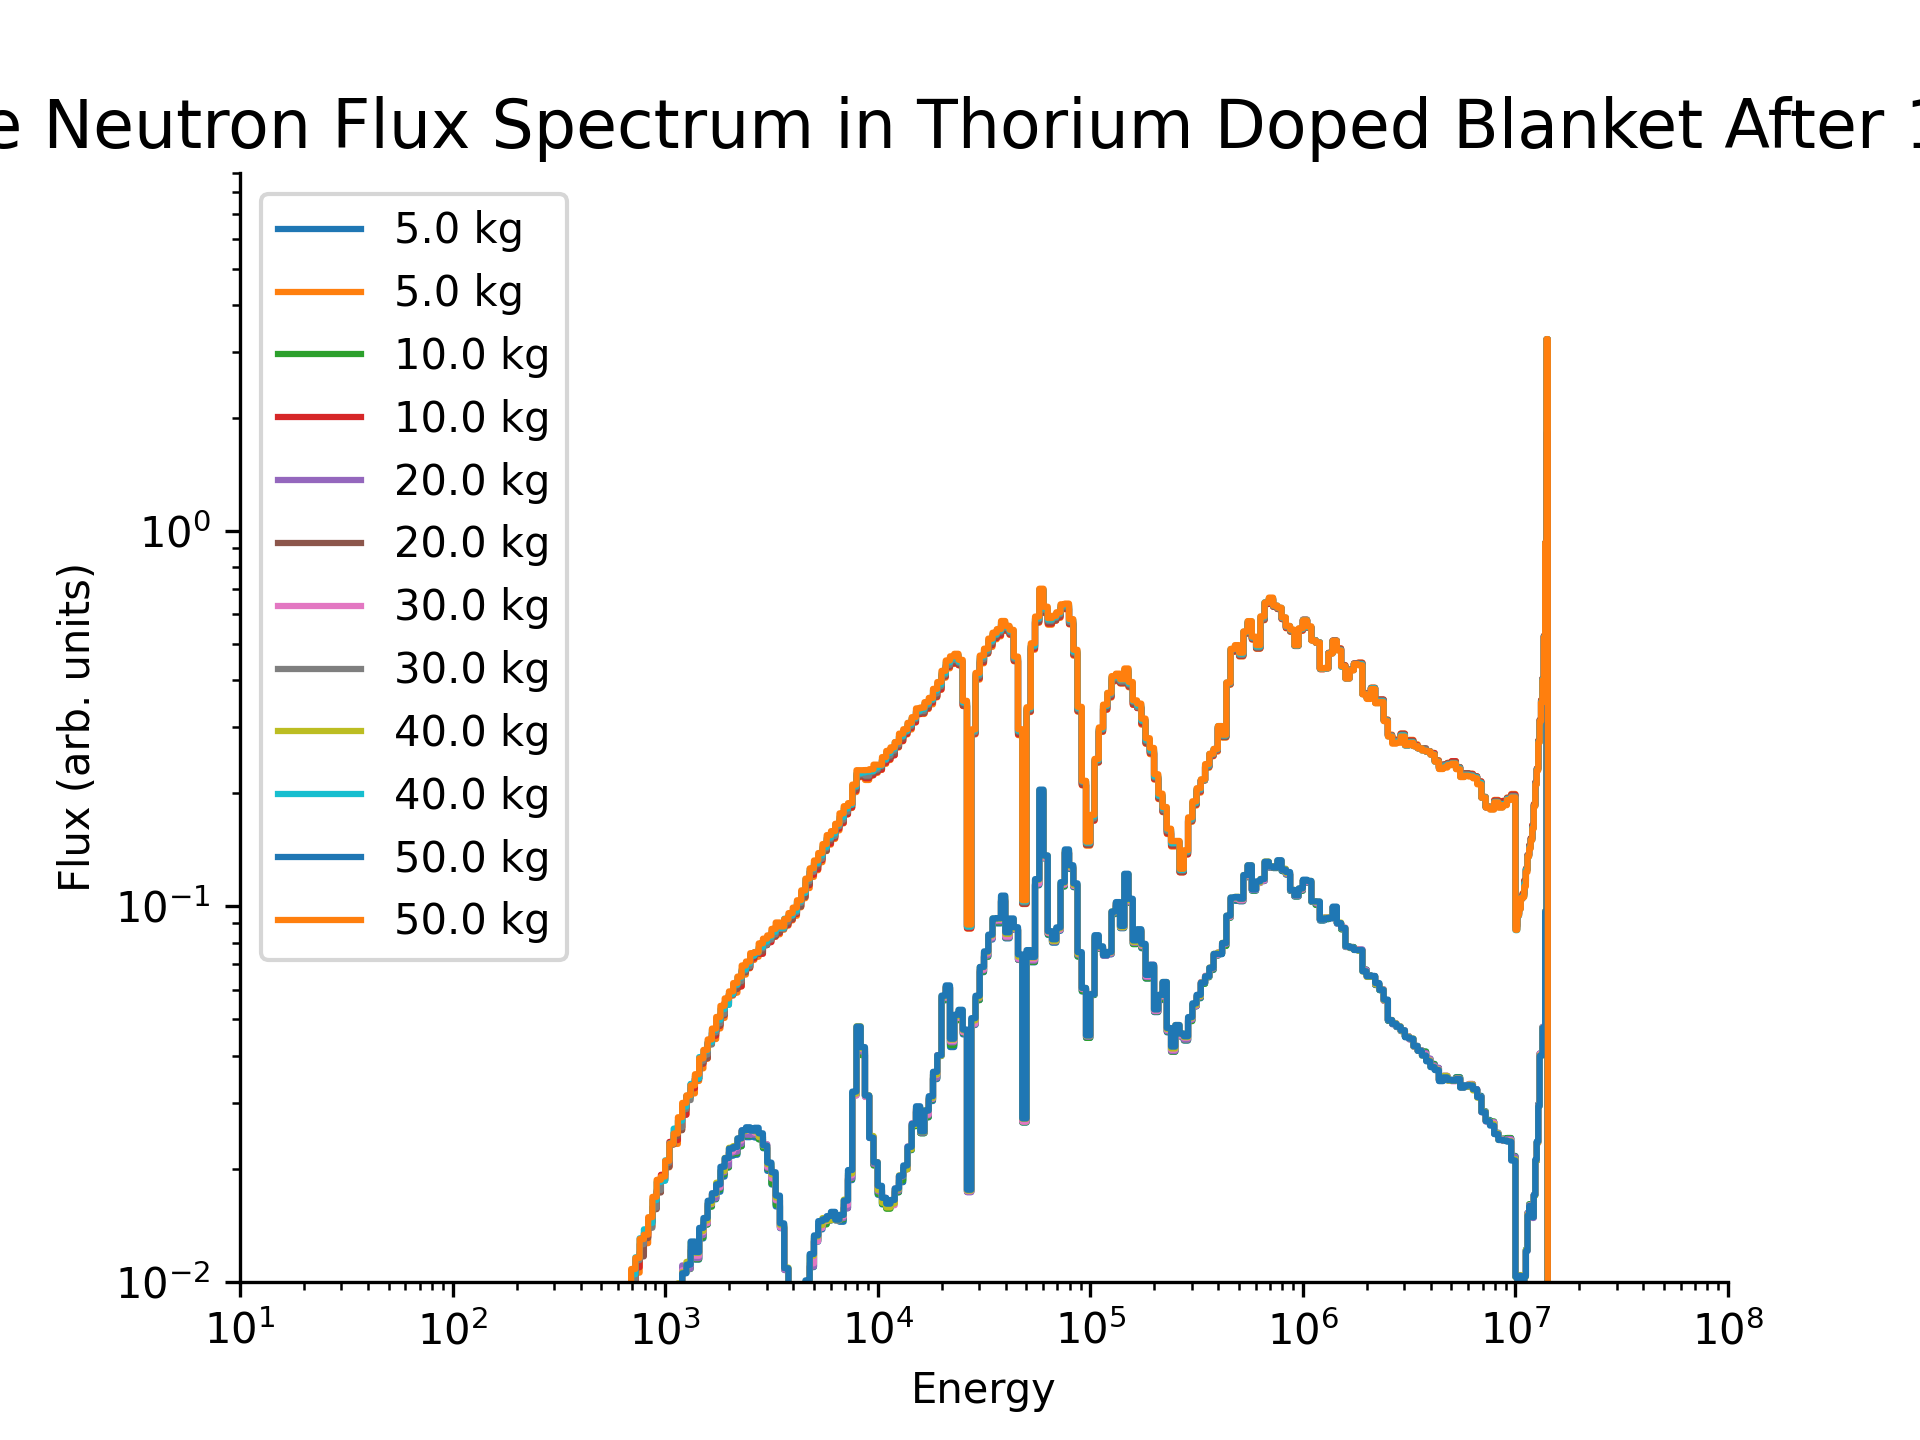 e Neutron Flux Spectrum in Thorium Doped Blanket After 1
5.0 kg
5.0 kg
10.0 kg
10.0 kg
20.0 kg
20.0 kg
30.0 kg
30.0 kg
40.0 kg
40.0 kg
50.0 kg
50.0 kg
Flux (arb. units)
10⁰
10⁻¹
10⁻²
10¹ 10² 10³ 10⁴ 10⁵ 10⁶ 10⁷ 10⁸
Energy